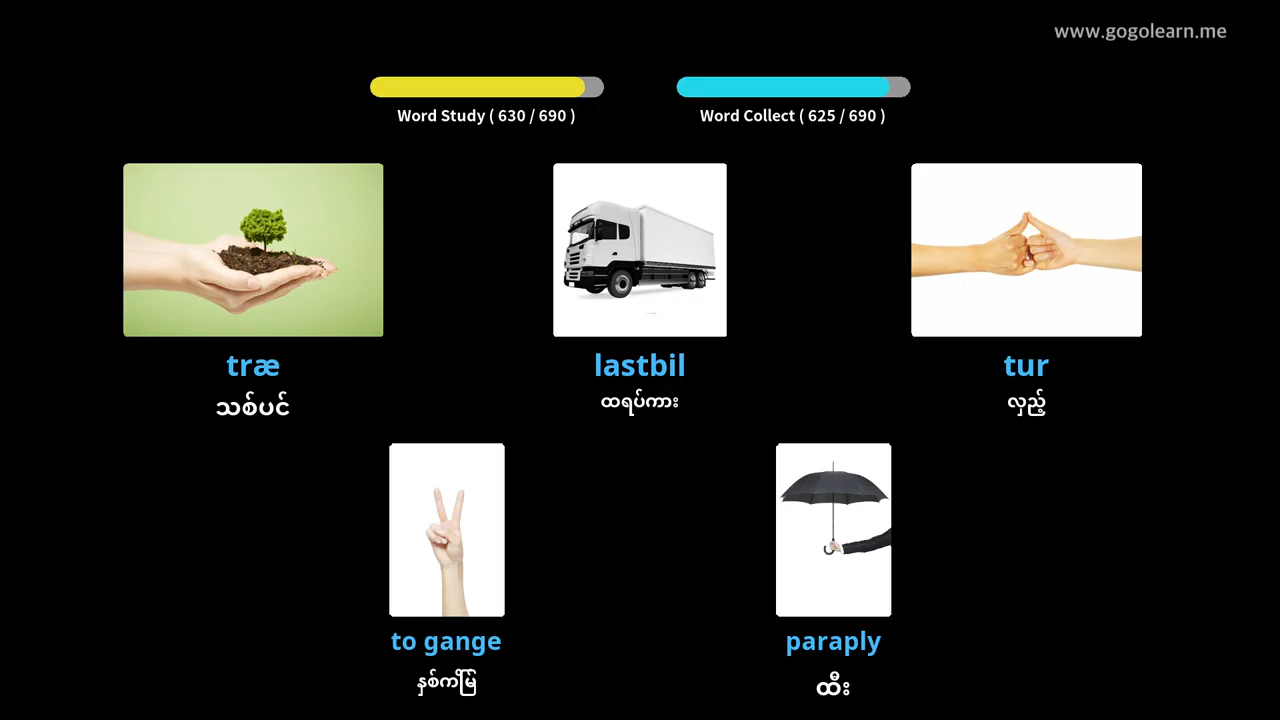 www.gogolearn.me
Word Study ( 630 / 690 )
Word Collect ( 625 / 690 )
træ
သစ်ပင်
lastbil
ထရပ်ကား
tur
လှည့်
to gange
နှစ်ကြိမ်
paraply
ထီး